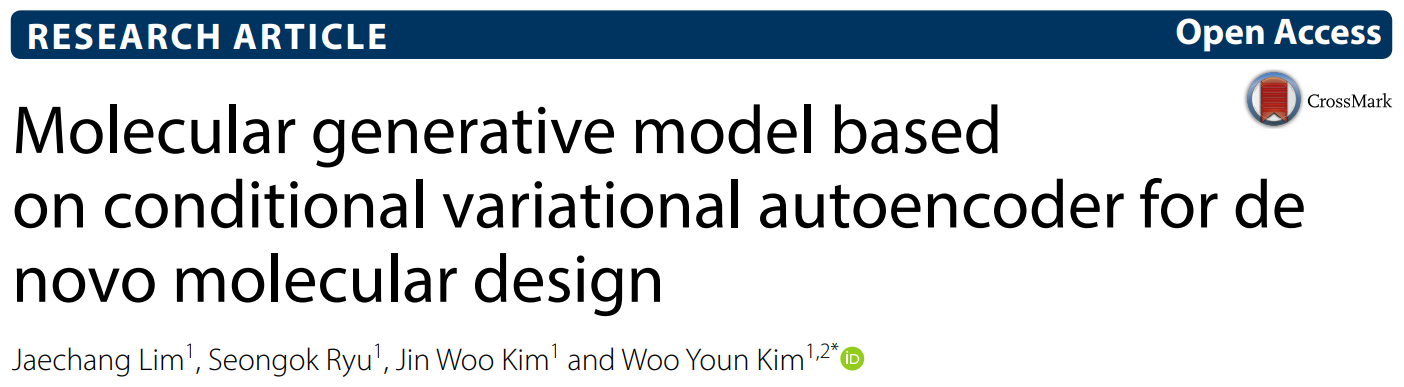 RESEARCH ARTICLE
Open Access
CrossMark
Molecular generative model based
on conditional variational autoencoder for de
novo molecular design
Jaechang Lim1, Seongok Ryu1, Jin Woo Kim1 and Woo Youn Kim1,2* iD